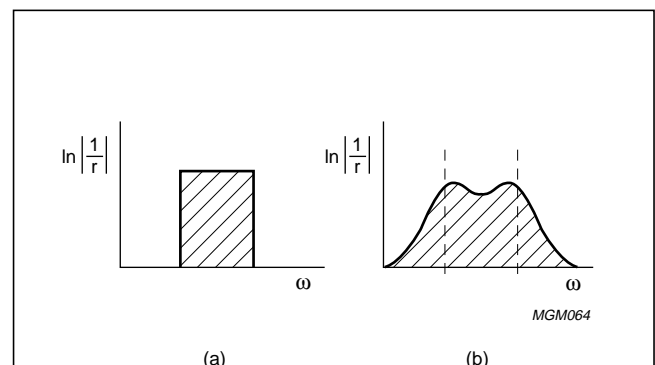 ln |1/r|
ω
(a)
ln |1/r|
ω
MGM064
(b)